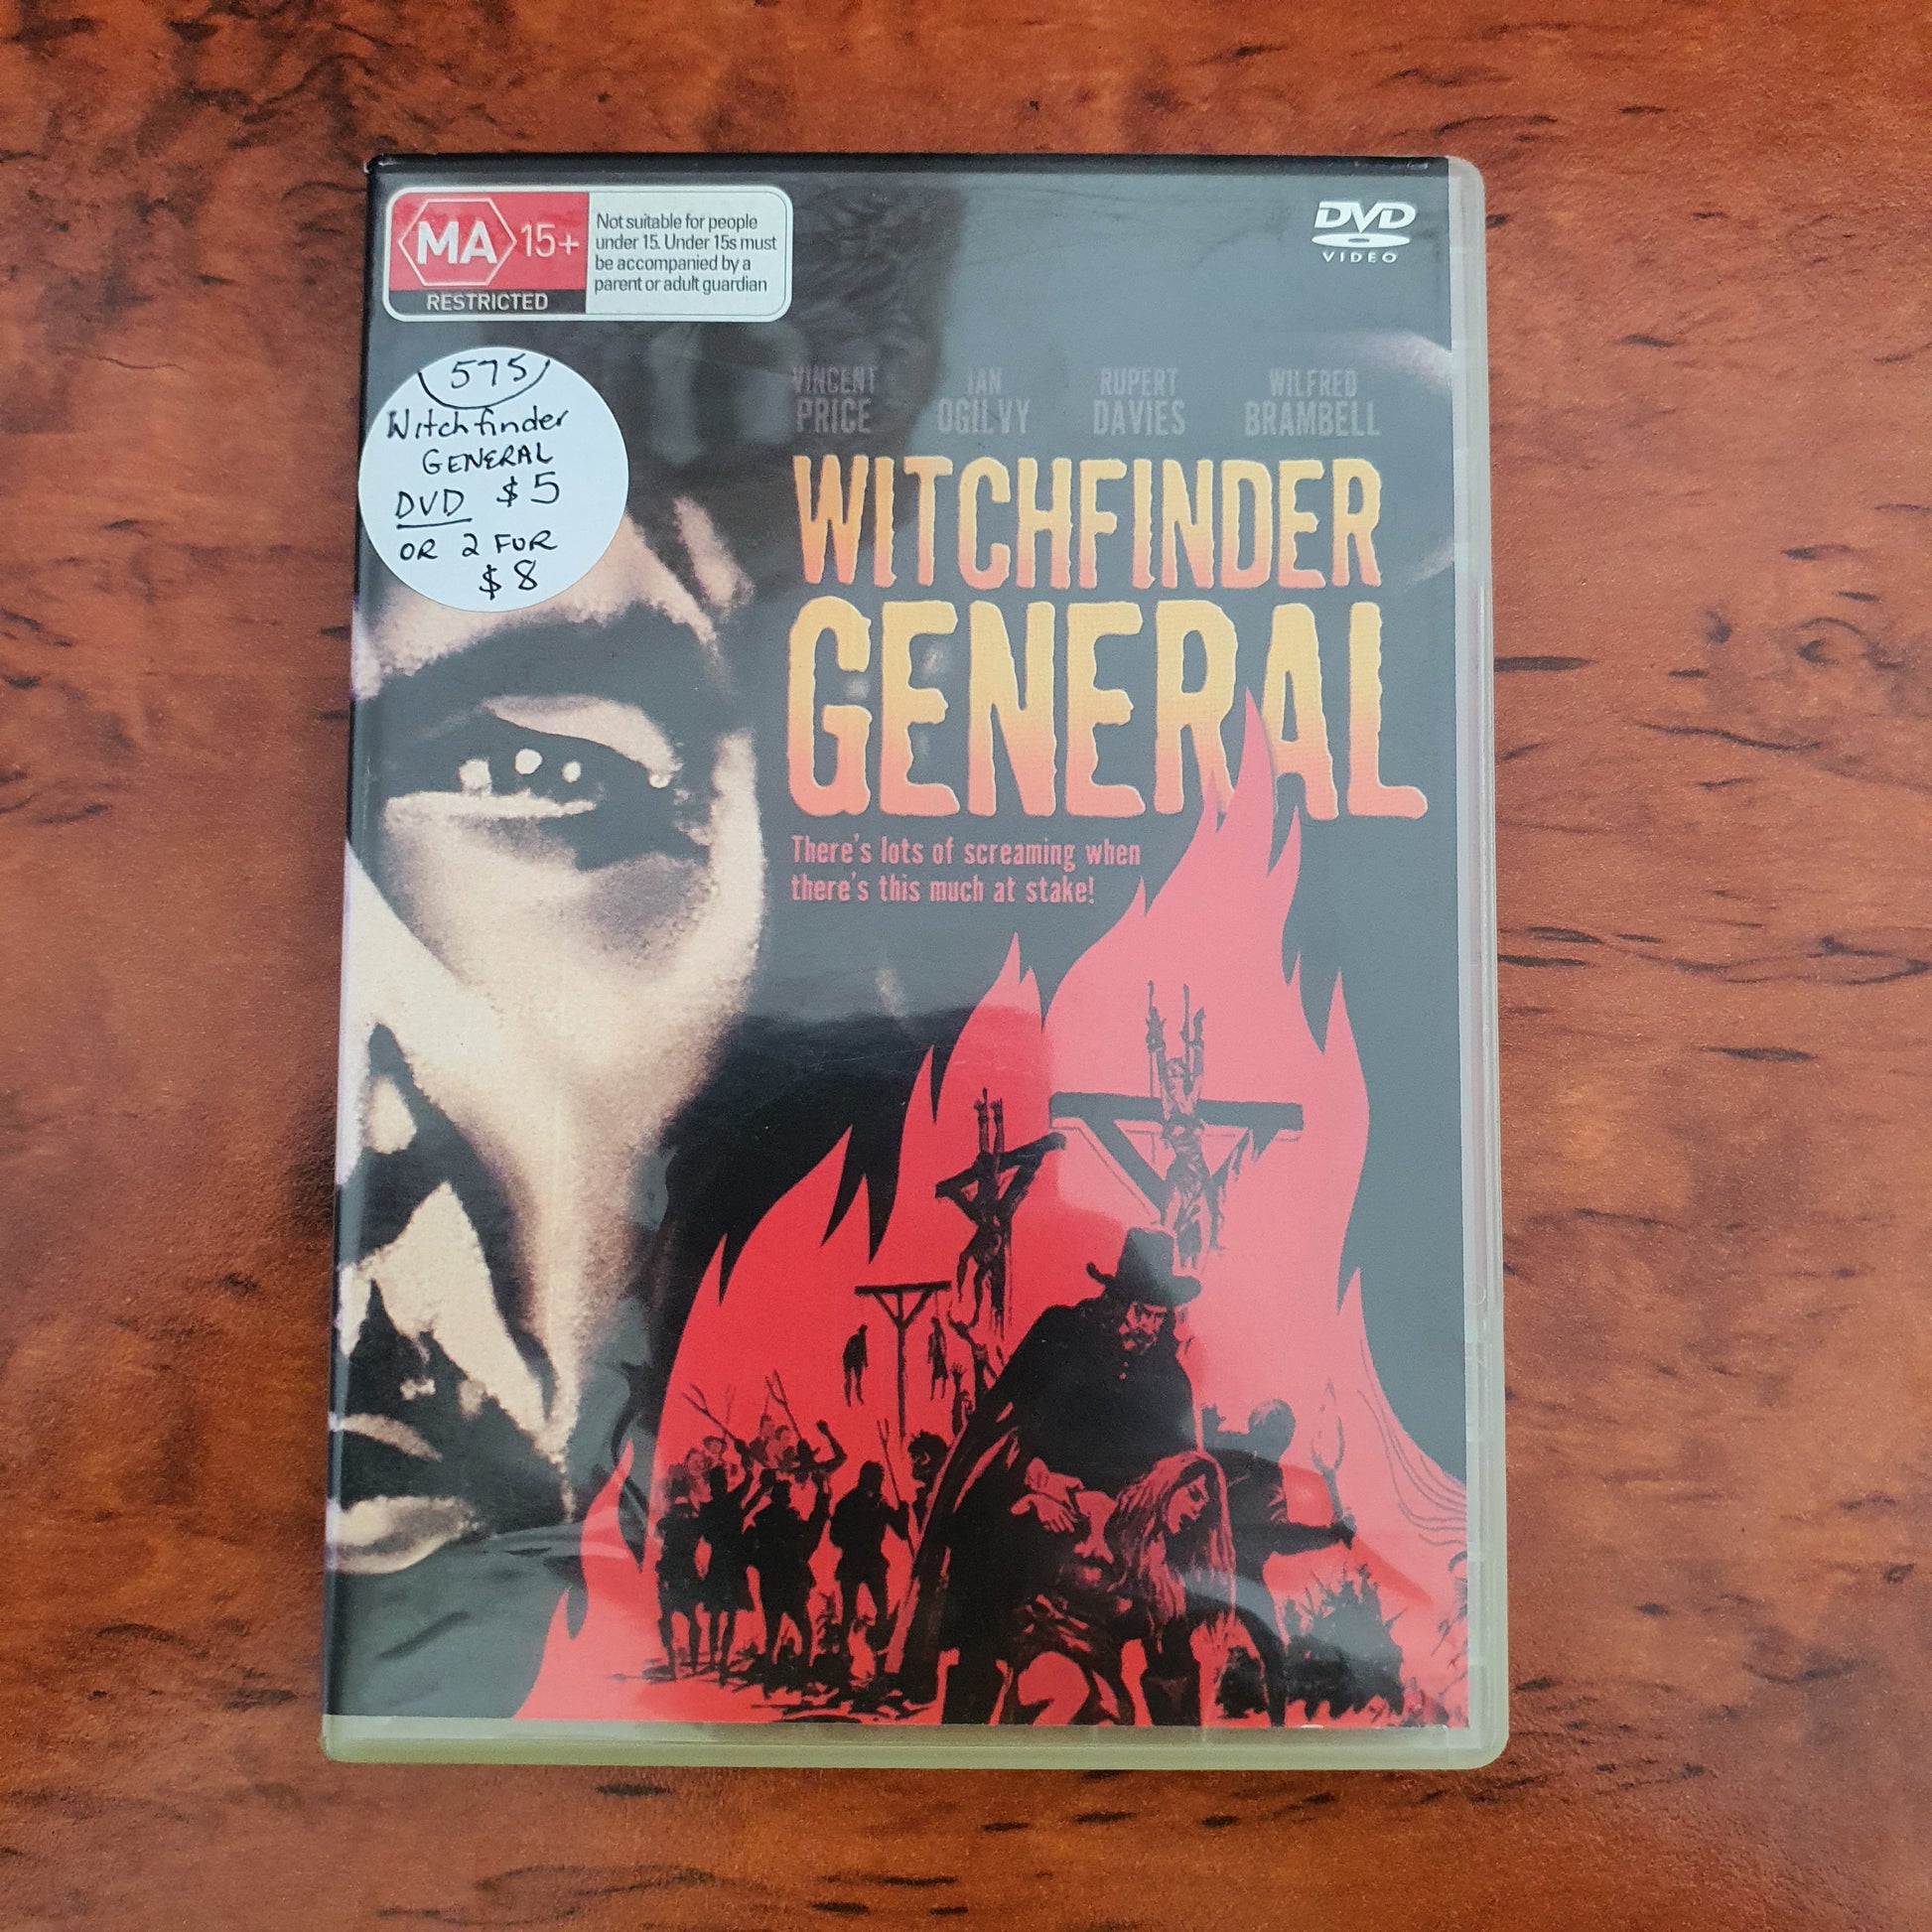 MA 15+
RESTRICTED
Not suitable for people
under 15. Under 15s must
be accompanied by a
parent or adult guardian
DVD
VIDEO
575
Witchfinder
GENERAL
DVD $5
OR 2 FUR
$8
VINCENT PRICE
IAN OGILVY
RUPERT DAVIES
WILFRED BRAMBELL
WITCHFINDER
GENERAL
There's lots of screaming when
there's this much at stake!